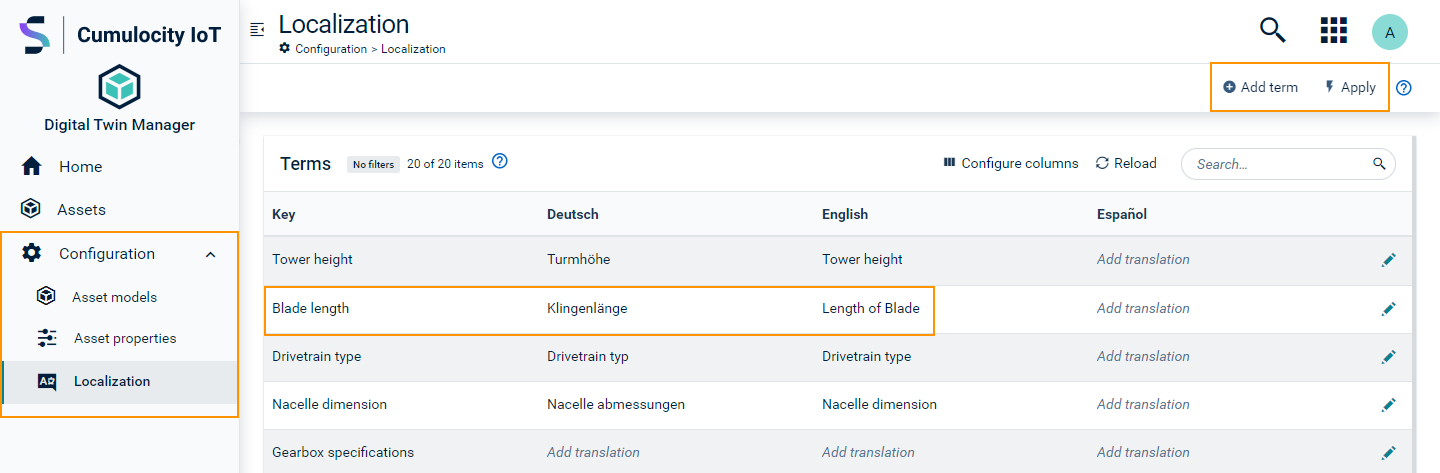 Cumulocity IoT
Digital Twin Manager
Home
Assets
Configuration
Asset models
Asset properties
Localization
Localization
Configuration > Localization
A
Add term Apply
Terms No filters 20 of 20 items Configure columns Reload Search...
Key Deutsch English Español
Tower height Turmhöhe Tower height Add translation
Blade length Klingenlänge Length of Blade Add translation
Drivetrain type Drivetrain typ Drivetrain type Add translation
Nacelle dimension Nacelle abmessungen Nacelle dimension Add translation
Gearbox specifications Add translation Add translation Add translation